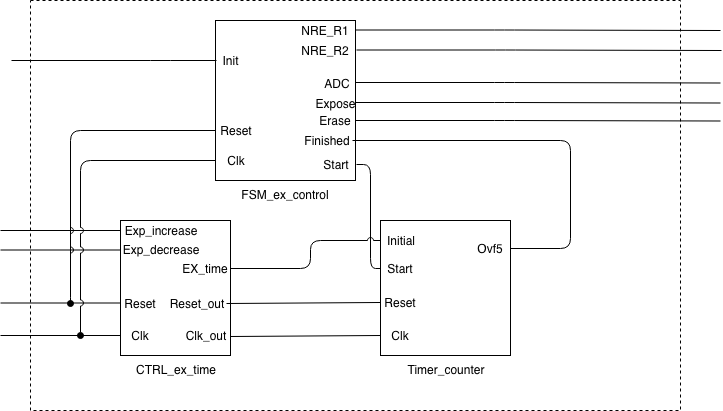 NRE_R1
NRE_R2
Init
ADC
Expose
Erase
Reset
Finished
Clk
Start
FSM_ex_control
Exp_increase
Exp_decrease
EX_time
Reset
Reset_out
Clk
Clk_out
CTRL_ex_time
Initial
Ovf5
Start
Reset
Clk
Timer_counter